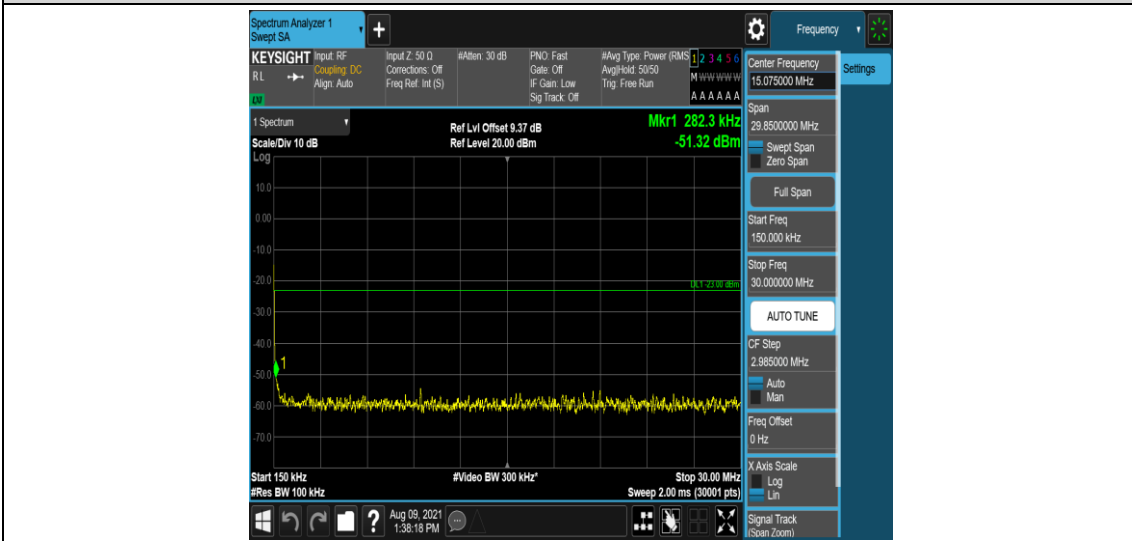 Spectrum Analyzer 1
Swept SA
+
Frequency
KEYSIGHT
RL
LXI
Input: RF
Coupling: DC
Align: Auto
Input Z: 50 Ω
Corrections: Off
Freq Ref: Int (S)
#Atten: 30 dB
PNO: Fast
Gate: Off
IF Gain: Low
Sig Track: Off
#Avg Type: Power (RMS
Avg|Hold: 50/50
Trig: Free Run
1 2 3 4 5 6
M W W W W W
A A A A A A
1 Spectrum
Scale/Div 10 dB
Ref Lvl Offset 9.37 dB
Ref Level 20.00 dBm
Mkr1 282.3 kHz
-51.32 dBm
Log
10.0
0.00
-10.0
-20.0
DL1 -23.00 dBm
-30.0
-40.0
1
-50.0
-60.0
-70.0
Start 150 kHz
#Video BW 300 kHz*
Stop 30.00 MHz
#Res BW 100 kHz
Sweep 2.00 ms (30001 pts)
?
Aug 09, 2021
1:38:18 PM
Center Frequency
15.075000 MHz
Settings
Span
29.8500000 MHz
Swept Span
Zero Span
Full Span
Start Freq
150.000 kHz
Stop Freq
30.000000 MHz
AUTO TUNE
CF Step
2.985000 MHz
Auto
Man
Freq Offset
0 Hz
X Axis Scale
Log
Lin
Signal Track
(Span Zoom)